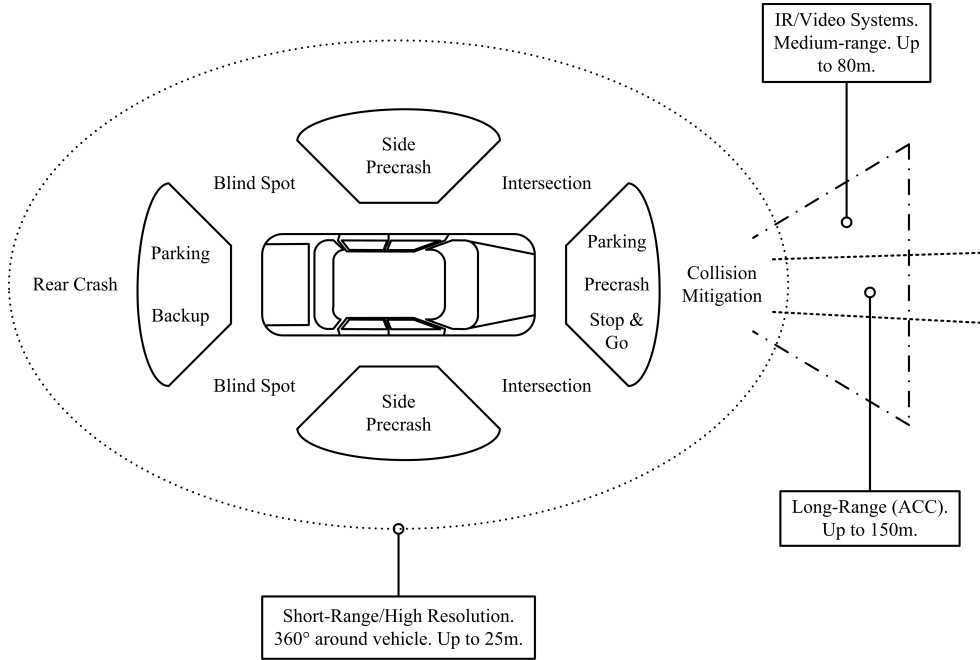 IR/Video Systems.
Medium-range. Up
to 80m.
Side
Precrash
Blind Spot
Intersection
Parking
Backup
Rear Crash
Parking
Precrash
Stop &
Go
Collision
Mitigation
Blind Spot
Intersection
Side
Precrash
Long-Range (ACC).
Up to 150m.
Short-Range/High Resolution.
360° around vehicle. Up to 25m.